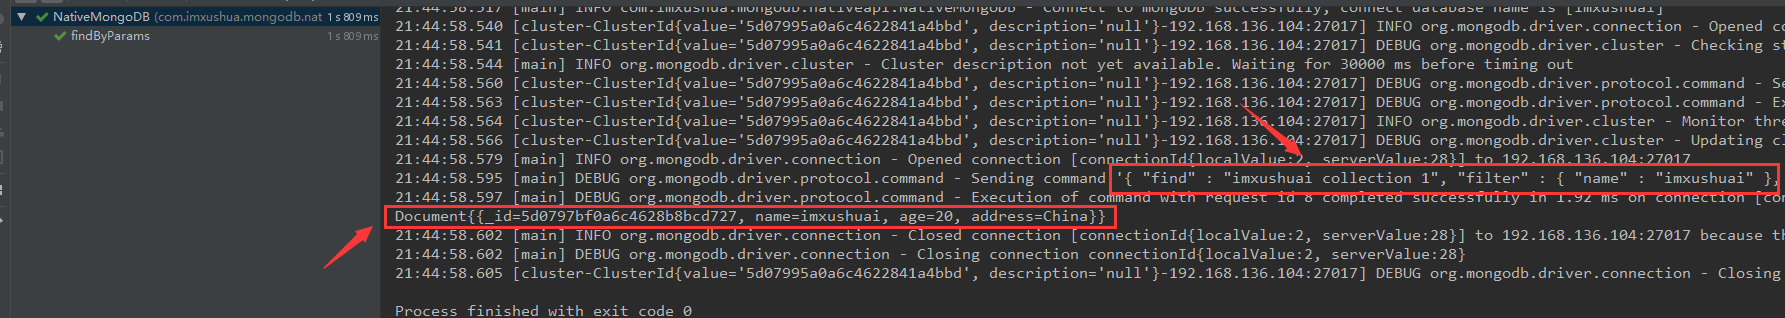 NativeMongoDB (com.imxushua.mongodb.nat 1 s 809 ms
findByParams 1 s 809 ms
21:44:58.517 [main] INFO com.imxushua.mongodb.nativeapi.NativeMongoDB - Connect to mongodb successfully, connect database name is [imxushuai]
21:44:58.540 [cluster-ClusterId{value='5d07995a0a6c4622841a4bbd', description='null'}-192.168.136.104:27017] INFO org.mongodb.driver.connection - Opened co
21:44:58.541 [cluster-ClusterId{value='5d07995a0a6c4622841a4bbd', description='null'}-192.168.136.104:27017] DEBUG org.mongodb.driver.cluster - Checking st
21:44:58.544 [main] INFO org.mongodb.driver.cluster - Cluster description not yet available. Waiting for 30000 ms before timing out
21:44:58.560 [cluster-ClusterId{value='5d07995a0a6c4622841a4bbd', description='null'}-192.168.136.104:27017] DEBUG org.mongodb.driver.protocol.command - Se
21:44:58.563 [cluster-ClusterId{value='5d07995a0a6c4622841a4bbd', description='null'}-192.168.136.104:27017] DEBUG org.mongodb.driver.protocol.command - Ex
21:44:58.564 [cluster-ClusterId{value='5d07995a0a6c4622841a4bbd', description='null'}-192.168.136.104:27017] INFO org.mongodb.driver.cluster - Monitor thre
21:44:58.566 [cluster-ClusterId{value='5d07995a0a6c4622841a4bbd', description='null'}-192.168.136.104:27017] DEBUG org.mongodb.driver.cluster - Updating cl
21:44:58.579 [main] INFO org.mongodb.driver.connection - Opened connection [connectionId{localValue:2, serverValue:28}] to 192.168.136.104:27017
21:44:58.595 [main] DEBUG org.mongodb.driver.protocol.command - Sending command '{ "find" : "imxushuai collection 1", "filter" : { "name" : "imxushuai" },
21:44:58.597 [main] DEBUG org.mongodb.driver.protocol.command - Execution of command with request id 8 completed successfully in 1.92 ms on connection [con
Document{{_id=5d0797bf0a6c4628b8bcd727, name=imxushuai, age=20, address=China}}
21:44:58.602 [main] INFO org.mongodb.driver.connection - Closed connection [connectionId{localValue:2, serverValue:28}] to 192.168.136.104:27017 because th
21:44:58.602 [main] DEBUG org.mongodb.driver.connection - Closing connection connectionId{localValue:2, serverValue:28}
21:44:58.605 [cluster-ClusterId{value='5d07995a0a6c4622841a4bbd', description='null'}-192.168.136.104:27017] DEBUG org.mongodb.driver.connection - Closing
Process finished with exit code 0